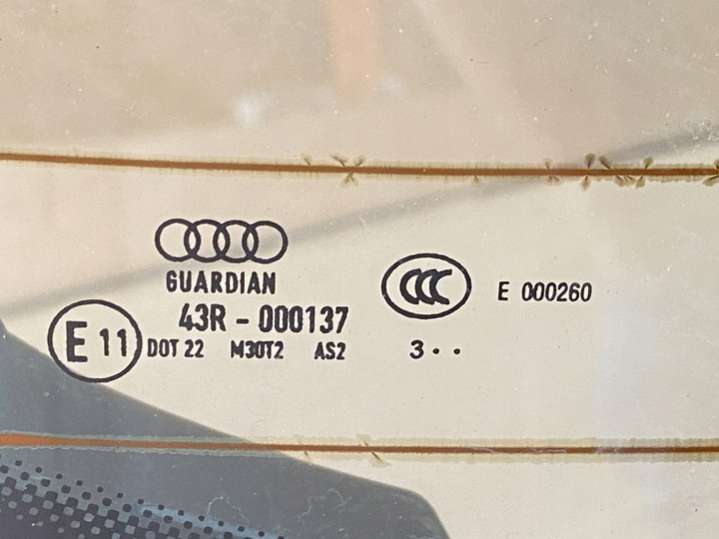 GUARDIAN
43R - 000137
E 11
DOT 22 M30T2 AS2
CCC
E 000260
3 • •